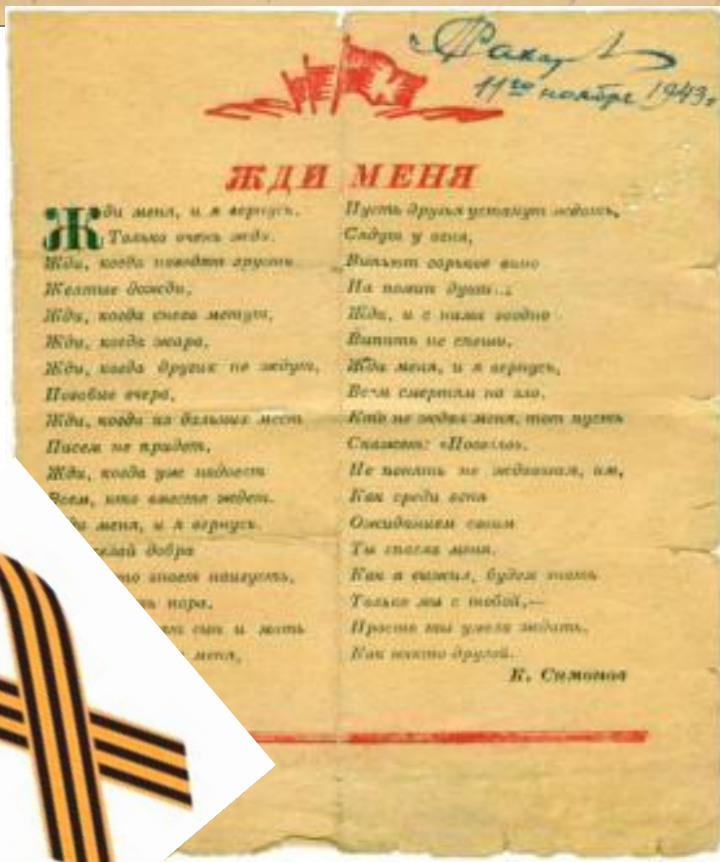 11го ноября 1943г
ЖДИ МЕНЯ
Жди меня, и я вернусь.
Только очень жди.
Жди, когда наводят грусть
Желтые дожди,
Жди, когда снега метут,
Жди, когда жара,
Жди, когда других не ждут,
Позабыв вчера,
Жди, когда из дальних мест
Писем не придет,
Жди, когда уже надоест
Всем, кто вместе ждет.
меня, и я вернусь.
добра
знает наизусть,
пора,
сын и мать
меня,
Пусть друзья устанут ждать,
Сядут у огня,
Выпьют горькое вино
На помин души...
Жди, и с ними заодно
Выпить не спеши,
Жди меня, и я вернусь,
Всем смертям на зло.
Кто не ждал меня, тот пусть
Скажет: «Повезло».
Не понять не ждавшим, им,
Как среди огня
Ожиданием своим
Ты спасла меня.
Как я выжил, будем знать
Только мы с тобой,—
Просто ты умела ждать,
Как никто другой.
К. Симонов